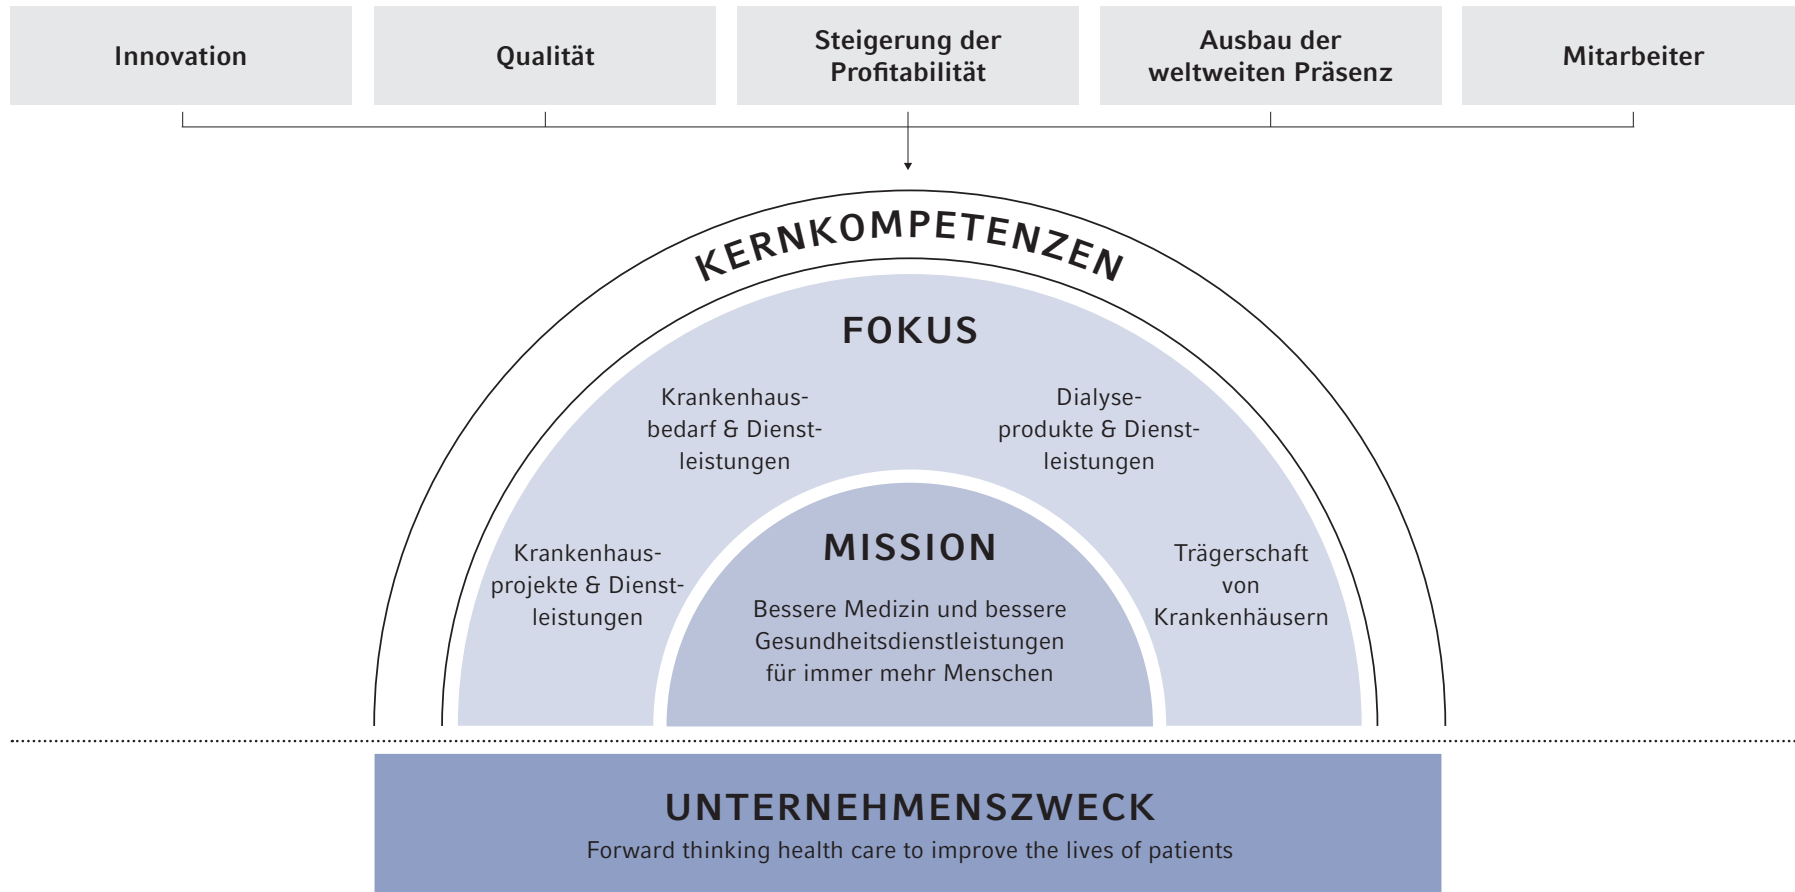 Innovation
Qualität
Steigerung der
Profitabilität
Ausbau der
weltweiten Präsenz
Mitarbeiter
KERNKOMPETENZEN
FOKUS
Krankenhaus-
bedarf & Dienst-
leistungen
Dialyse-
produkte & Dienst-
leistungen
Krankenhaus-
projekte & Dienst-
leistungen
Trägerschaft
von
Krankenhäusern
MISSION
Bessere Medizin und bessere
Gesundheitsdienstleistungen
für immer mehr Menschen
UNTERNEHMENSZWECK
Forward thinking health care to improve the lives of patients